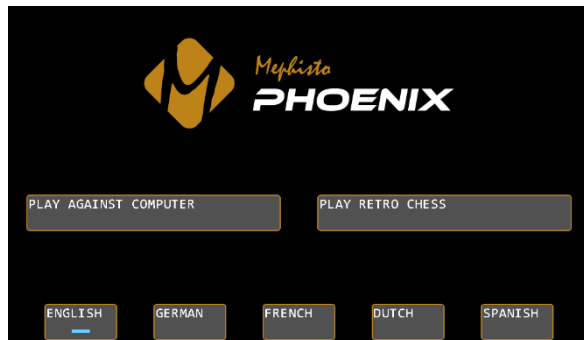 Mephisto
PHOENIX
PLAY AGAINST COMPUTER
PLAY RETRO CHESS
ENGLISH
GERMAN
FRENCH
DUTCH
SPANISH